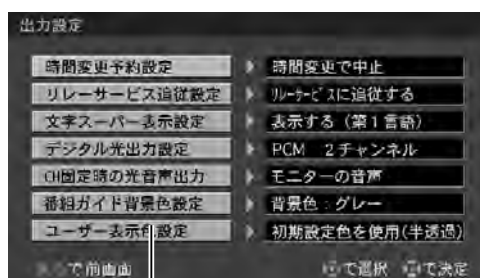 出力設定
時間変更予約設定 時間変更で中止
リレーサービス追従設定 リレーサービスに追従する
文字スーパー表示設定 表示する（第1言語）
デジタル光出力設定 PCM 2チャンネル
CH固定時の光音声出力 モニターの音声
番組ガイド背景色設定 背景色：グレー
ユーザー表示色設定 初期設定色を使用(半透過)
で前画面 で選択 で決定